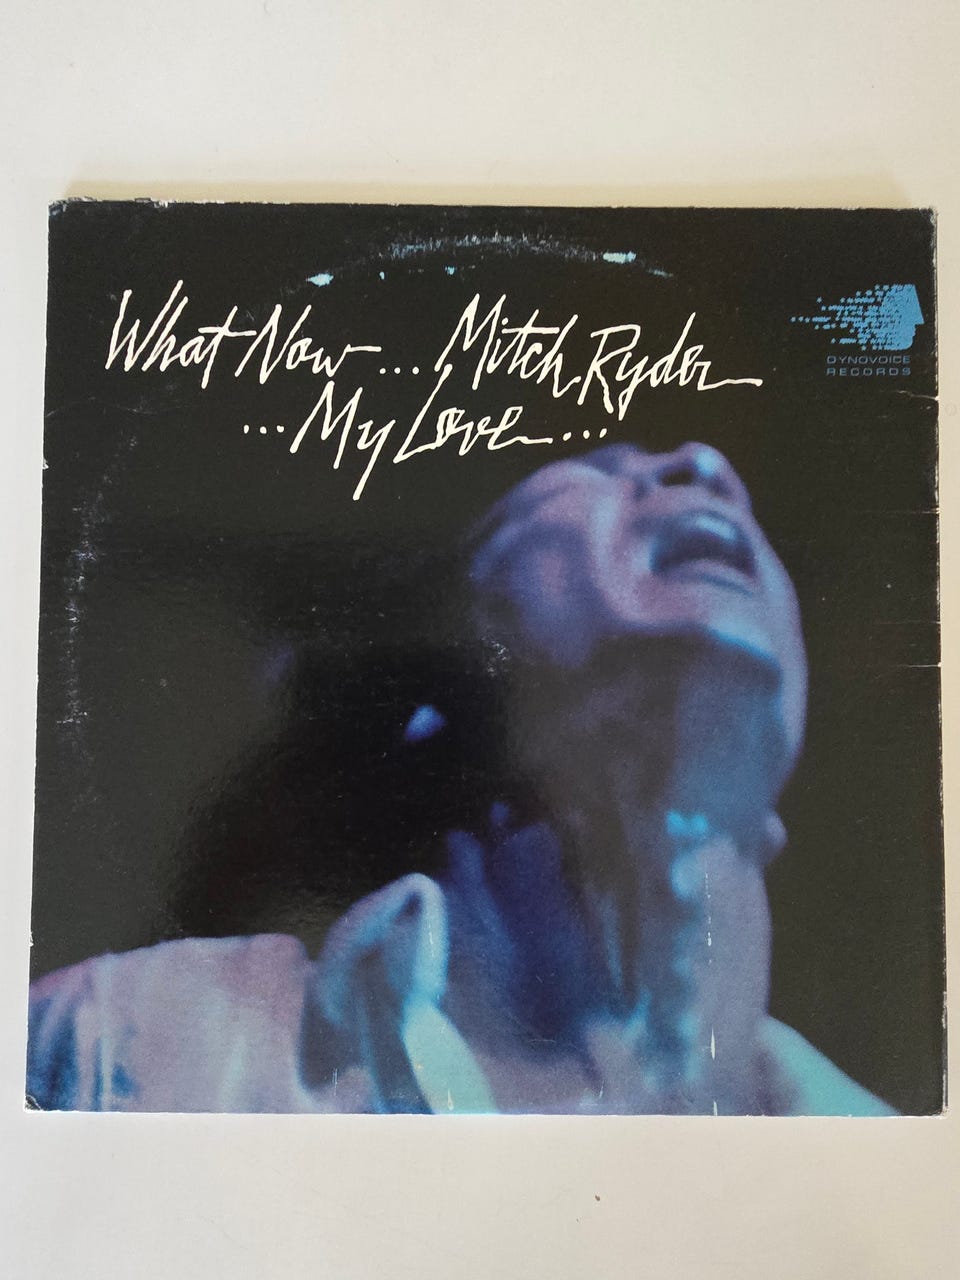 What Now... Mitch Ryder
...My Love...
DYNOVOICE
RECORDS